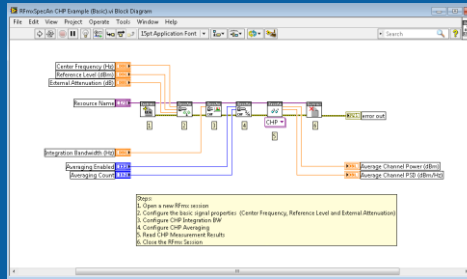 RFmxSpecAn CHP Example (Basic).vi Block Diagram
File Edit View Project Operate Tools Window Help
15pt Application Font
Search
Center Frequency (Hz)
Reference Level (dBm)
External Attenuation (dB)
Resource Name
1 2 3 4 5 6
CHP
error out
Integration Bandwidth (Hz)
Averaging Enabled
Averaging Count
Average Channel Power (dBm)
Average Channel PSD (dBm/Hz)
Steps:
1. Open a new RFmx session
2. Configure the basic signal properties (Center Frequency, Reference Level and External Attenuation)
3. Configure CHP Integration BW
4. Configure CHP Averaging
5. Read CHP Measurement Results
6. Close the RFmx Session